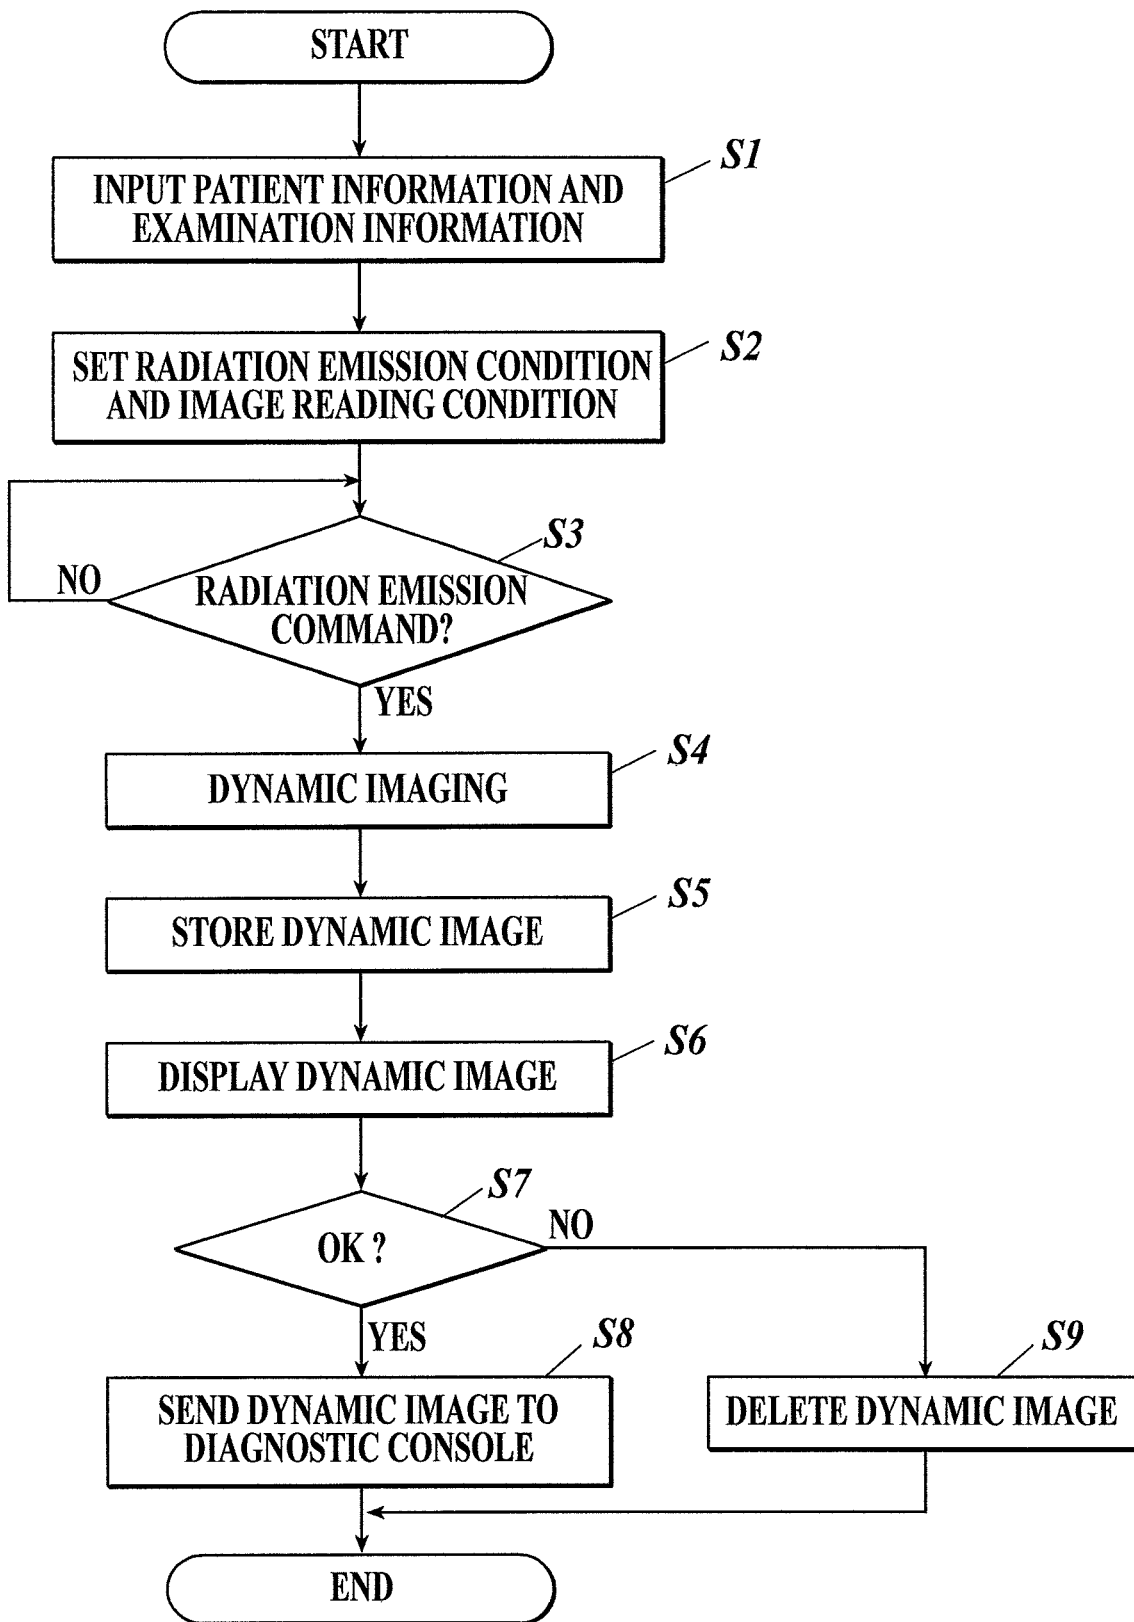 START
S1
INPUT PATIENT INFORMATION AND
EXAMINATION INFORMATION
S2
SET RADIATION EMISSION CONDITION
AND IMAGE READING CONDITION
S3
NO
RADIATION EMISSION
COMMAND?
YES
S4
DYNAMIC IMAGING
S5
STORE DYNAMIC IMAGE
S6
DISPLAY DYNAMIC IMAGE
S7
NO
OK ?
YES
S8
SEND DYNAMIC IMAGE TO
DIAGNOSTIC CONSOLE
S9
DELETE DYNAMIC IMAGE
END